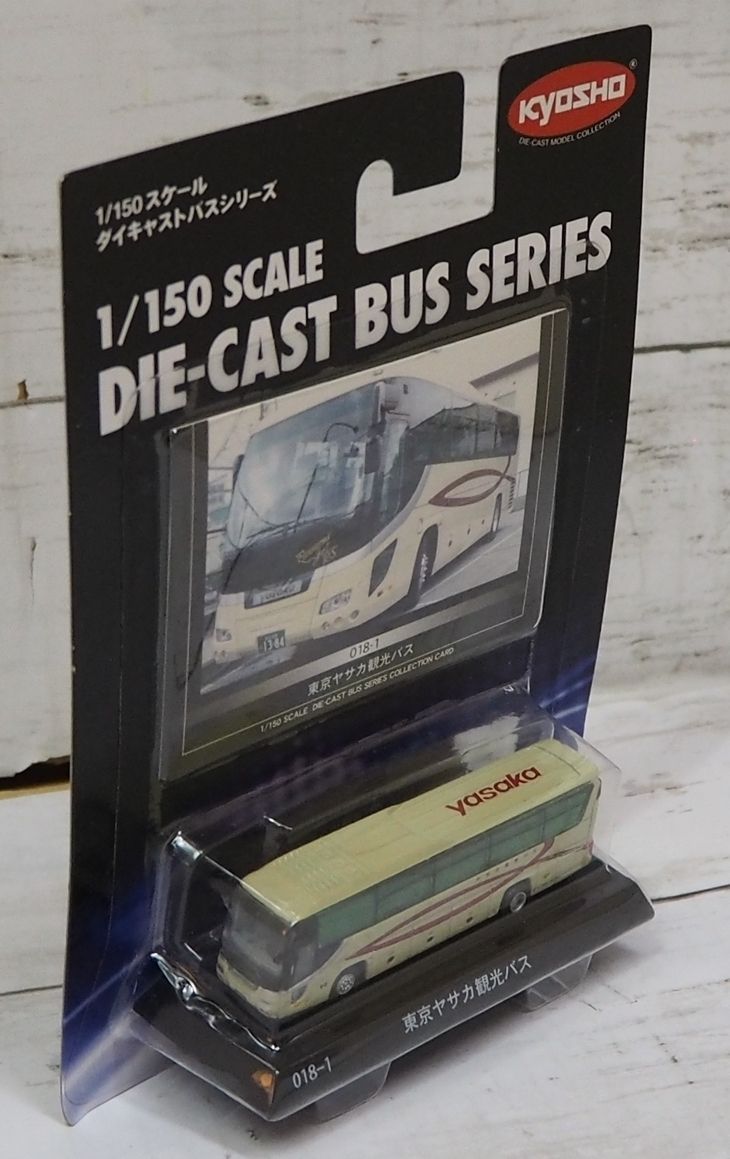 KYOSHO®
DIE-CAST MODEL COLLECTION
1/150 スケール
ダイキャストバスシリーズ
1/150 SCALE
DIE-CAST BUS SERIES
1384
018-1
東京ヤサカ観光バス
1/150 SCALE DIE-CAST BUS SERIES COLLECTION CARD
yasaka
東京ヤサカ観光バス
018-1